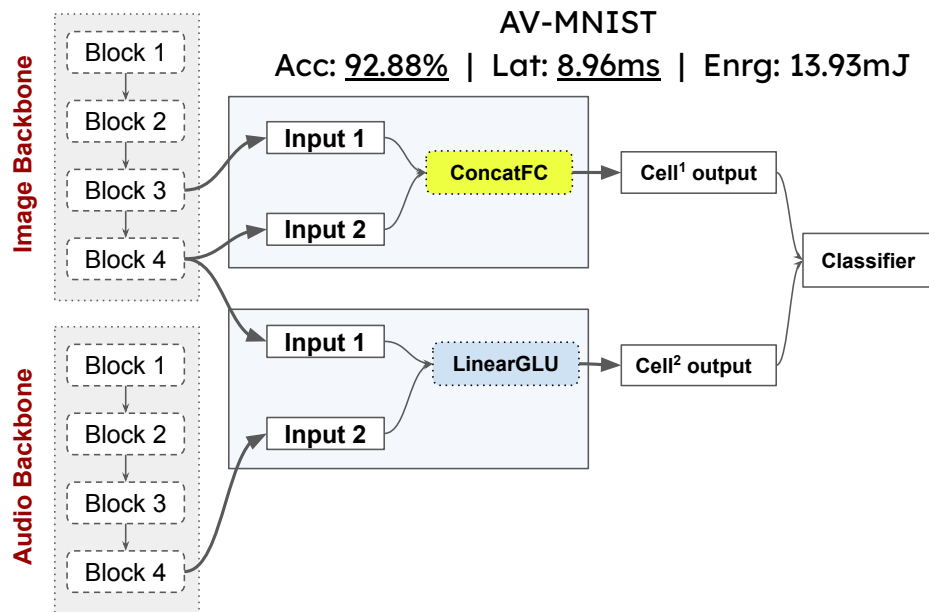 AV-MNIST
Acc: 92.88% | Lat: 8.96ms | Enrg: 13.93mJ
Image Backbone
Block 1
Block 2
Block 3
Block 4
Input 1
Input 2
ConcatFC
Cell¹ output
Audio Backbone
Block 1
Block 2
Block 3
Block 4
Input 1
Input 2
LinearGLU
Cell² output
Classifier